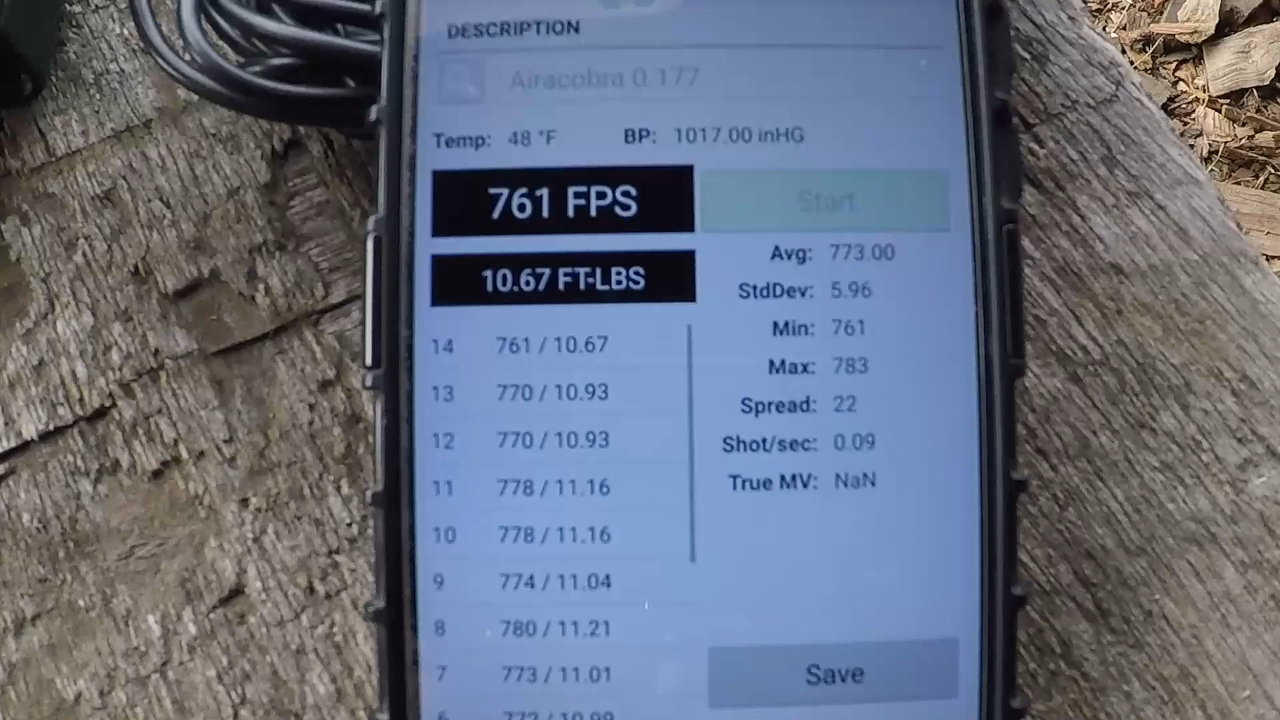 DESCRIPTION
Airacobra 0.177
Temp: 48 °F BP: 1017.00 inHG
761 FPS
Start
10.67 FT-LBS
Avg: 773.00
StdDev: 5.96
Min: 761
Max: 783
Spread: 22
Shot/sec: 0.09
True MV: NaN
14 761 / 10.67
13 770 / 10.93
12 770 / 10.93
11 778 / 11.16
10 778 / 11.16
9 774 / 11.04
8 780 / 11.21
7 773 / 11.01
Save